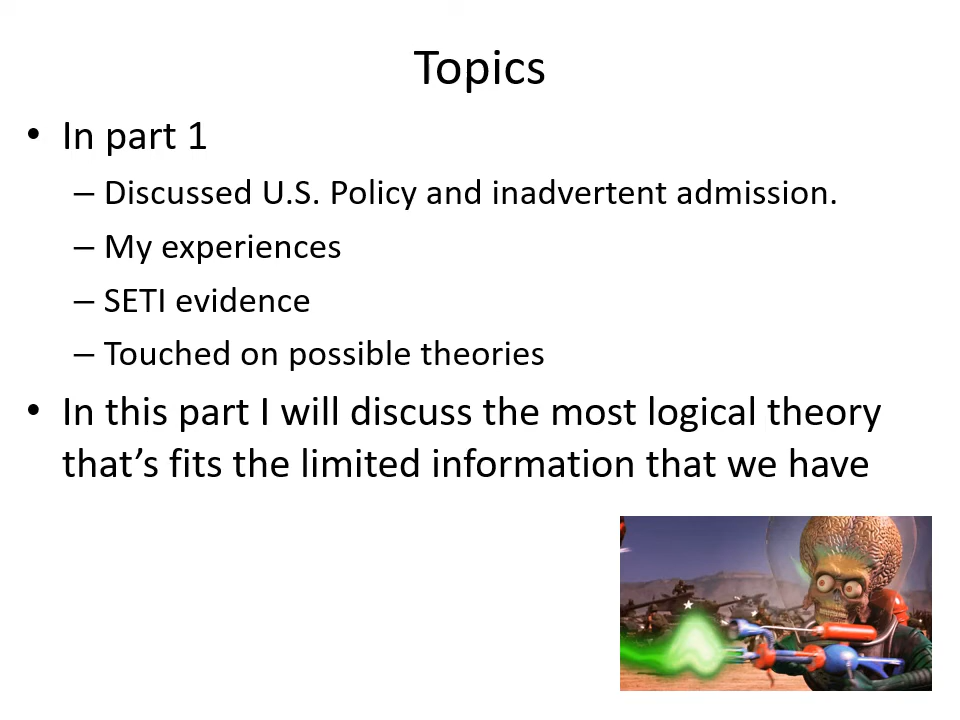 Topics
• In part 1
– Discussed U.S. Policy and inadvertent admission.
– My experiences
– SETI evidence
– Touched on possible theories
• In this part I will discuss the most logical theory
that’s fits the limited information that we have